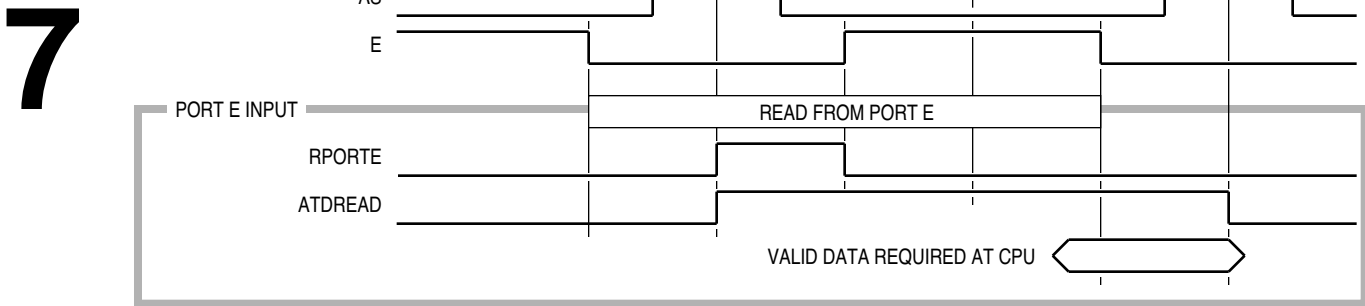 7
AS
E
PORT E INPUT
READ FROM PORT E
RPORTE
ATDREAD
VALID DATA REQUIRED AT CPU